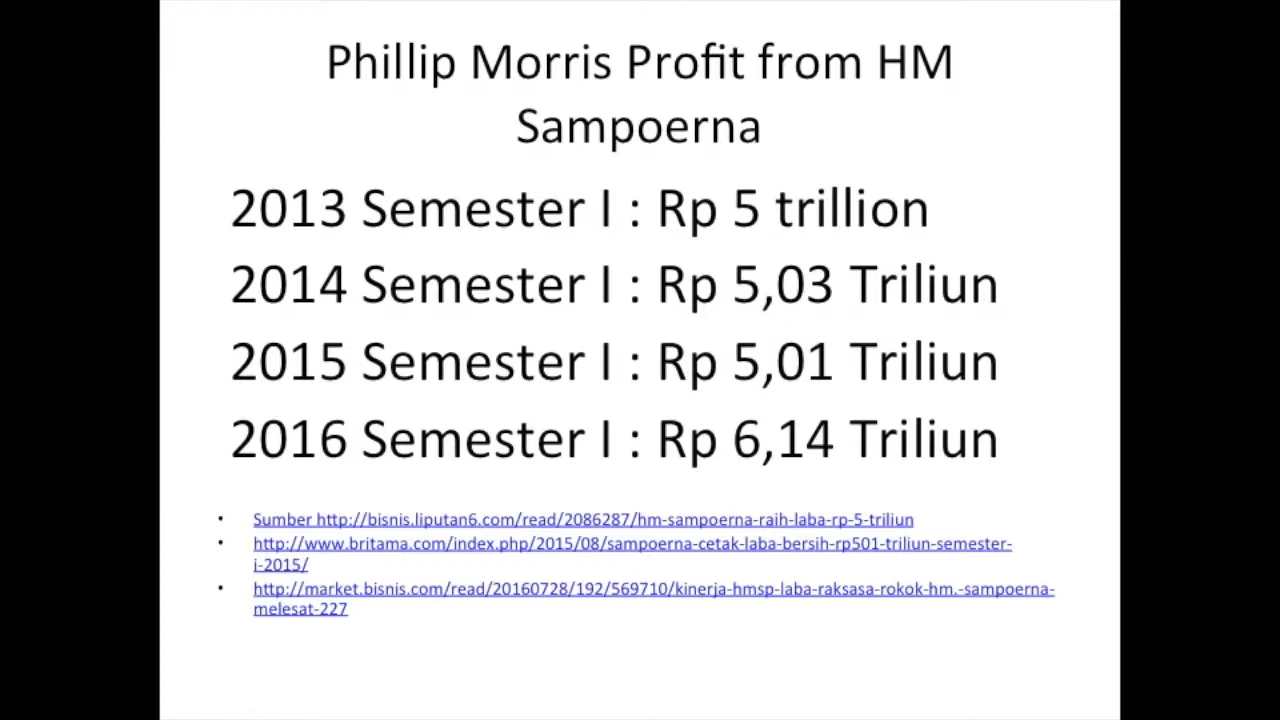 Phillip Morris Profit from HM
Sampoerna
2013 Semester I : Rp 5 trillion
2014 Semester I : Rp 5,03 Triliun
2015 Semester I : Rp 5,01 Triliun
2016 Semester I : Rp 6,14 Triliun
• Sumber http://bisnis.liputan6.com/read/2086287/hm-sampoerna-raih-laba-rp-5-triliun
• http://www.britama.com/index.php/2015/08/sampoerna-cetak-laba-bersih-rp501-triliun-semester-
i-2015/
• http://market.bisnis.com/read/20160728/192/569710/kinerja-hmsp-laba-raksasa-rokok-hm.-sampoerna-
melesat-227